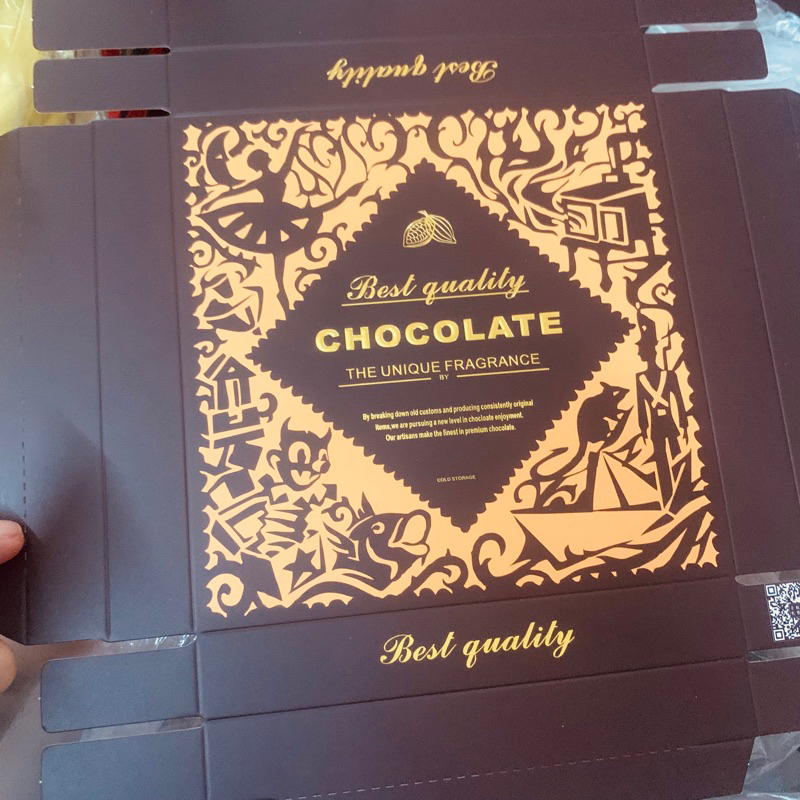 Best quality
Best quality
CHOCOLATE
THE UNIQUE FRAGRANCE
BY
By breaking down old customs and producing consistently original
items,we are pursuing a new level in chocloate enjoyment.
Our artisans make the finest in premium chocolate.
COLD STORAGE
Best quality